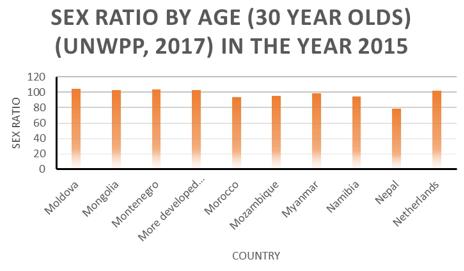 SEX RATIO BY AGE (30 YEAR OLDS)
(UNWPP, 2017) IN THE YEAR 2015
120
100
80
60
40
20
0
SEX RATIO
Moldova
Mongolia
Montenegro
More developed...
Morocco
Mozambique
Myanmar
Namibia
Nepal
Netherlands
COUNTRY